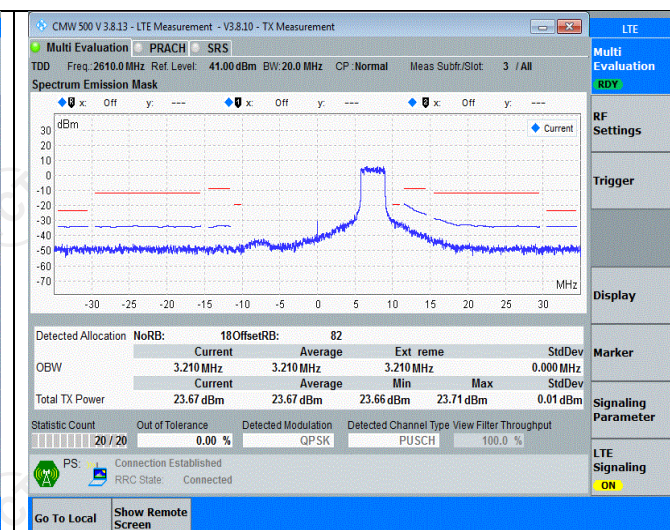 CMW 500 V 3.8.13 - LTE Measurement - V3.8.10 - TX Measurement
LTE
Multi Evaluation PRACH SRS
Multi Evaluation
RDY
TDD Freq.:2610.0 MHz Ref. Level: 41.00 dBm BW:20.0 MHz CP :Normal Meas Subfr./Slot: 3 / All
Spectrum Emission Mask
x: Off y: --- x: Off y: --- x: Off y: ---
dBm
Current
30
20
10
0
-10
-20
-30
-40
-50
-60
-70
MHz
-30 -25 -20 -15 -10 -5 0 5 10 15 20 25 30
RF Settings
Trigger
Display
Marker
Signaling Parameter
LTE Signaling
ON
Detected Allocation NoRB: 18 OffsetRB: 82
Current Average Ext reme StdDev
OBW 3.210 MHz 3.210 MHz 3.210 MHz 0.000 MHz
Current Average Min Max StdDev
Total TX Power 23.67 dBm 23.67 dBm 23.66 dBm 23.71 dBm 0.01 dBm
Statistic Count Out of Tolerance Detected Modulation Detected Channel Type View Filter Throughput
20 / 20 0.00 % QPSK PUSCH 100.0 %
PS: Connection Established
RRC State: Connected
Go To Local
Show Remote Screen